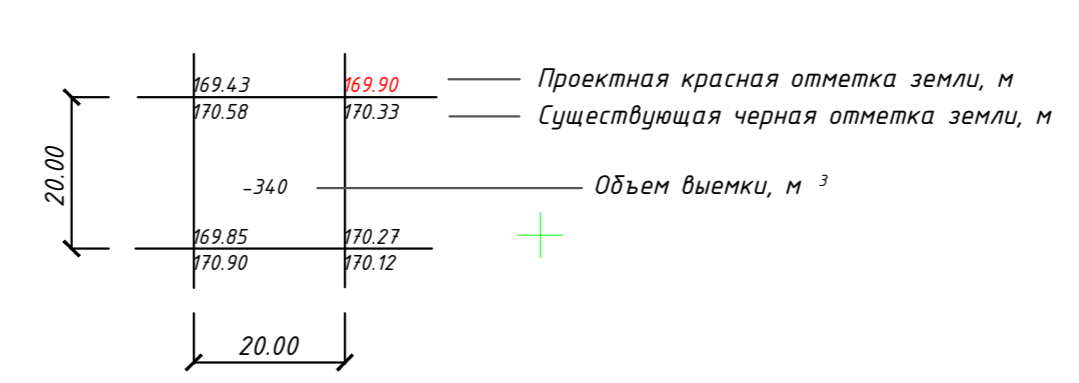 169.43 169.90 Проектная красная отметка земли, м
170.58 170.33 Существующая черная отметка земли, м
20.00
-340 Объем выемки, м 3
169.85 170.27
170.90 170.12
20.00